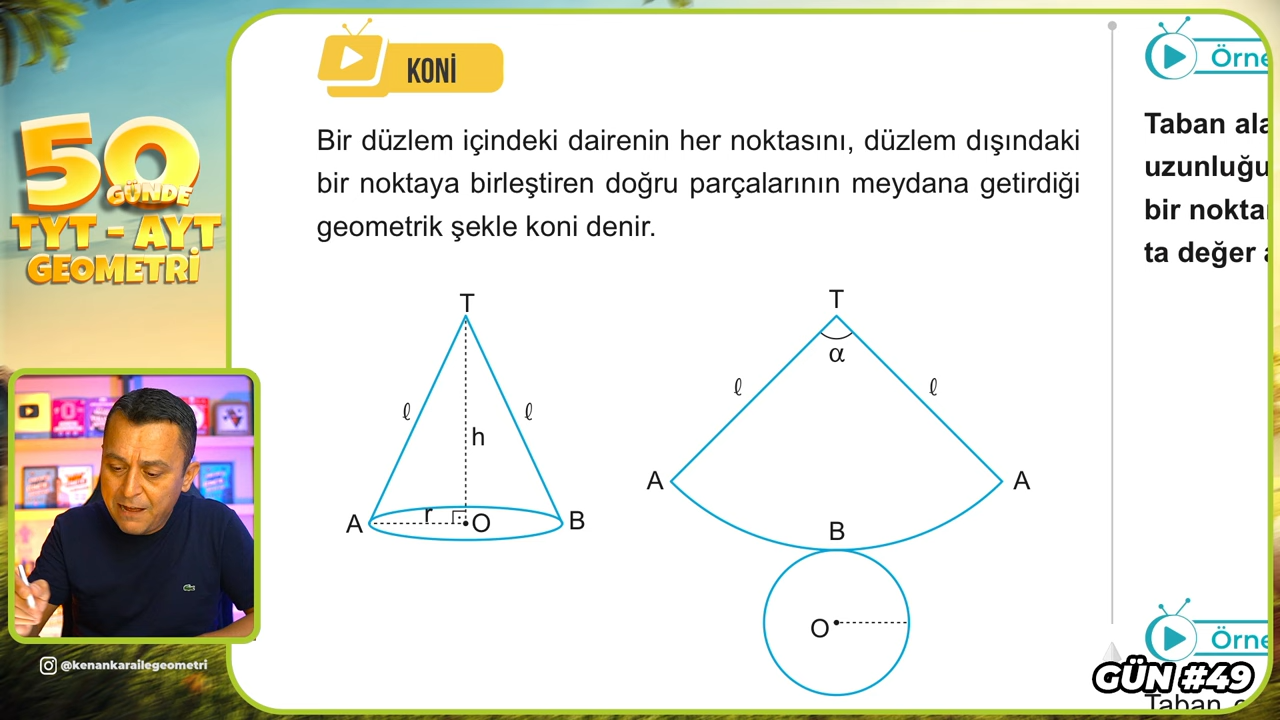 50
GÜNDE
TYT - AYT
GEOMETRİ
@kenankarailegeometri
KONİ
Bir düzlem içindeki dairenin her noktasını, düzlem dışındaki
bir noktaya birleştiren doğru parçalarının meydana getirdiği
geometrik şekle koni denir.
T
ℓ
ℓ
h
A
r
O
B
T
α
ℓ
ℓ
A
A
B
O
Örne
Taban ala
uzunluğu
bir nokta
ta değer
Örne
GÜN #49
Taban